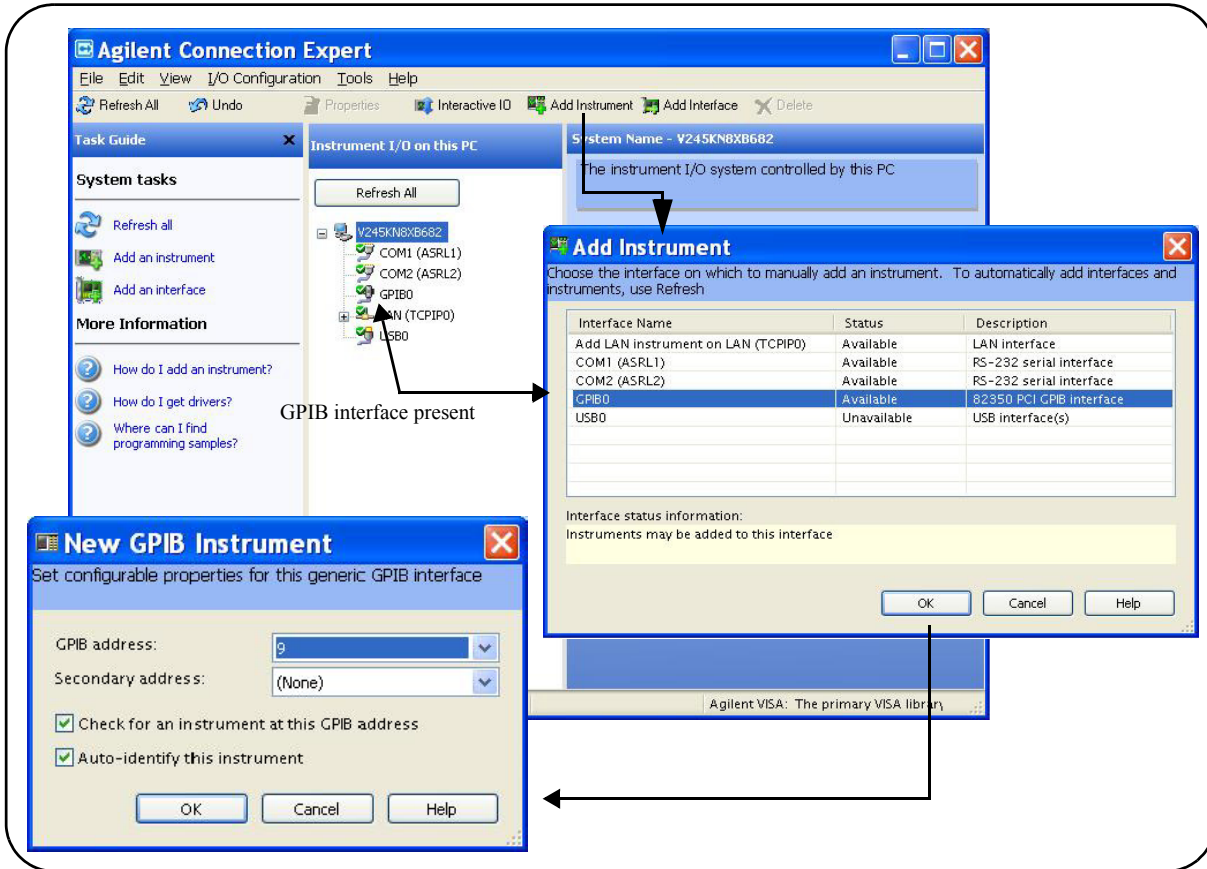 Agilent Connection Expert
File Edit View I/O Configuration Tools Help
Refresh All Undo Properties Interactive IO Add Instrument Add Interface Delete
Task Guide
System tasks
Refresh all
Add an instrument
Add an interface
More Information
How do I add an instrument?
How do I get drivers?
Where can I find
programming samples?
Instrument I/O on this PC
Refresh All
V245KN8XB682
COM1 (ASRL1)
COM2 (ASRL2)
GPIB0
LAN (TCPIP0)
USB0
GPIB interface present
System Name - V245KN8XB682
The instrument I/O system controlled by this PC
Add Instrument
Choose the interface on which to manually add an instrument. To automatically add interfaces and
instruments, use Refresh
Interface Name Status Description
Add LAN instrument on LAN (TCPIP0) Available LAN interface
COM1 (ASRL1) Available RS-232 serial interface
COM2 (ASRL2) Available RS-232 serial interface
GPIB0 Available 82350 PCI GPIB interface
USB0 Unavailable USB interface(s)
Interface status information:
Instruments may be added to this interface
OK Cancel Help
Agilent VISA: The primary VISA library
New GPIB Instrument
Set configurable properties for this generic GPIB interface
GPIB address: 9
Secondary address: (None)
Check for an instrument at this GPIB address
Auto-identify this instrument
OK Cancel Help